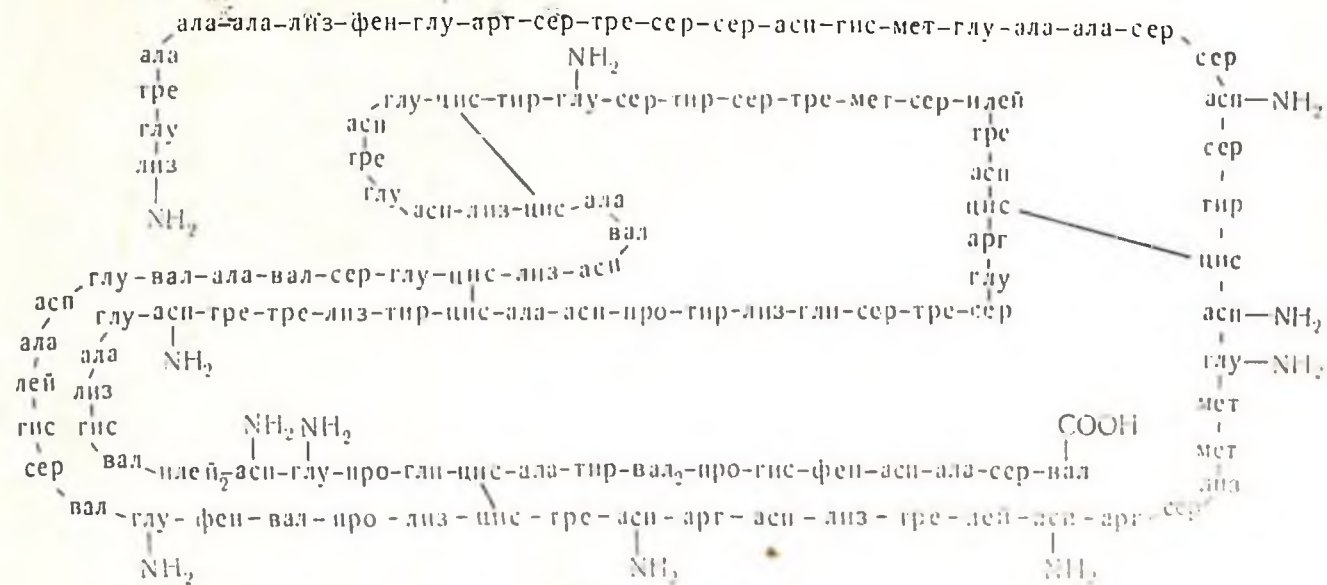 ала-ала-лиз-фен-глу-арг-сер-тре-сер-сер-асп-гис-мет-глу-ала-ала-сер
ала
тре
глу
лиз
NH₂
сер
асп—NH₂
сер
тир
цис
асп—NH₂
глу—NH₂
мет
мет
лиз
сер
NH₂
глу-цис-тир-глу-сер-тир-сер-тре-мет-сер-илей
асп
тре
глу
асп-лиз-цис-ала
вал
тре
асп
цис
арг
глу
глу-вал-ала-вал-сер-глу-цис-лиз-асп
асп
ала
лей
гис
сер
вал
глу-асп-тре-тре-лиз-тир-цис-ала-асп-про-тир-лиз-гли-сер-тре-сер
NH₂
ала
лиз
гис
вал
NH₂ NH₂
COOH
илей₂-асп-глу-про-гли-цис-ала-тир-вал₂-про-гис-фен-асп-ала-сер-вал
глу-фен-вал-про-лиз-цис-тре-асп-арг-асп-лиз-тре-лей-асп-арг
NH₂
NH₂
NH₂